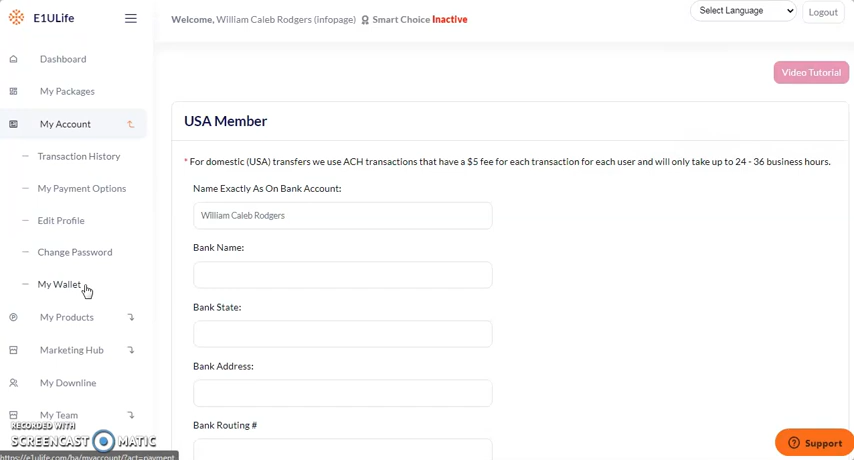 E1ULife
Welcome, William Caleb Rodgers (infopage) Smart Choice Inactive
Select Language
Logout
Dashboard
My Packages
My Account
Transaction History
My Payment Options
Edit Profile
Change Password
My Wallet
My Products
Marketing Hub
My Downline
My Team
Video Tutorial
USA Member
* For domestic (USA) transfers we use ACH transactions that have a $5 fee for each transaction for each user and will only take up to 24 - 36 business hours.
Name Exactly As On Bank Account:
William Caleb Rodgers
Bank Name:
Bank State:
Bank Address:
Bank Routing #
Support
RECORDED WITH
SCREENCAST MATIC
https://e1ulife.com/ba/myaccount/?act=payment